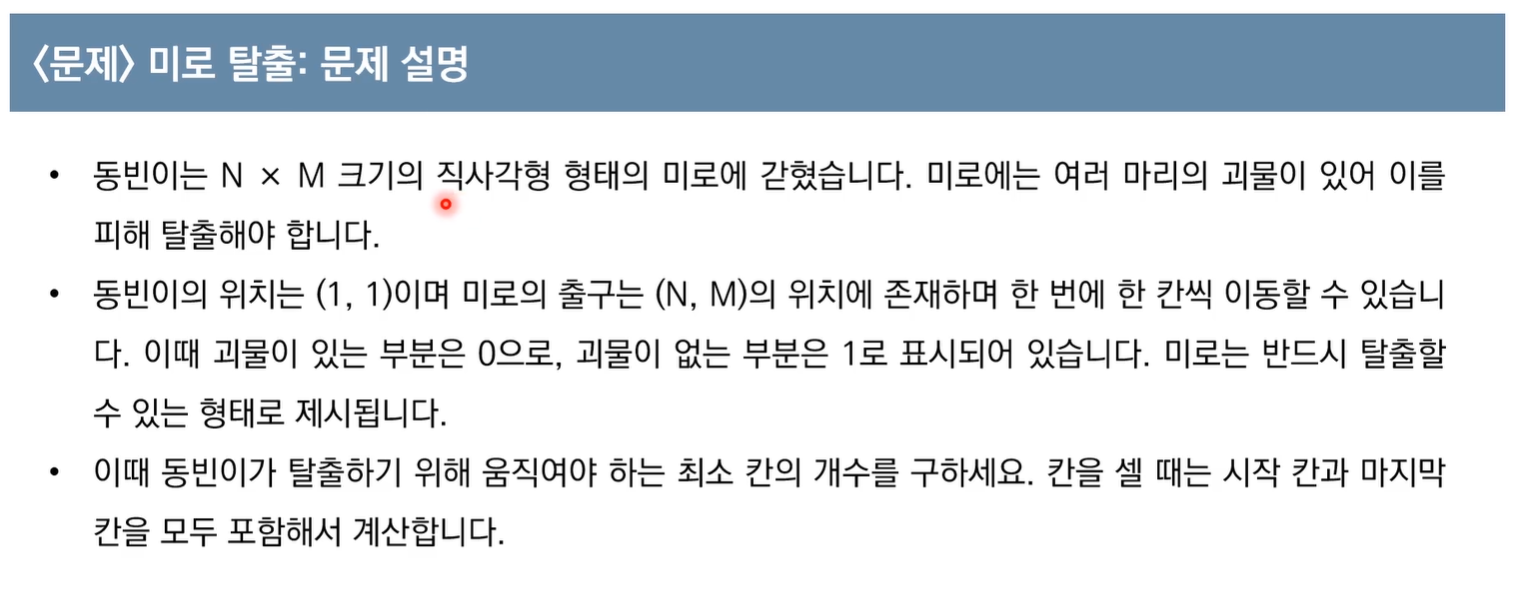 〈문제〉 미로 탈출: 문제 설명
• 동빈이는 N × M 크기의 직사각형 형태의 미로에 갇혔습니다. 미로에는 여러 마리의 괴물이 있어 이를
피해 탈출해야 합니다.
• 동빈이의 위치는 (1, 1)이며 미로의 출구는 (N, M)의 위치에 존재하며 한 번에 한 칸씩 이동할 수 있습니
다. 이때 괴물이 있는 부분은 0으로, 괴물이 없는 부분은 1로 표시되어 있습니다. 미로는 반드시 탈출할
수 있는 형태로 제시됩니다.
• 이때 동빈이가 탈출하기 위해 움직여야 하는 최소 칸의 개수를 구하세요. 칸을 셀 때는 시작 칸과 마지막
칸을 모두 포함해서 계산합니다.